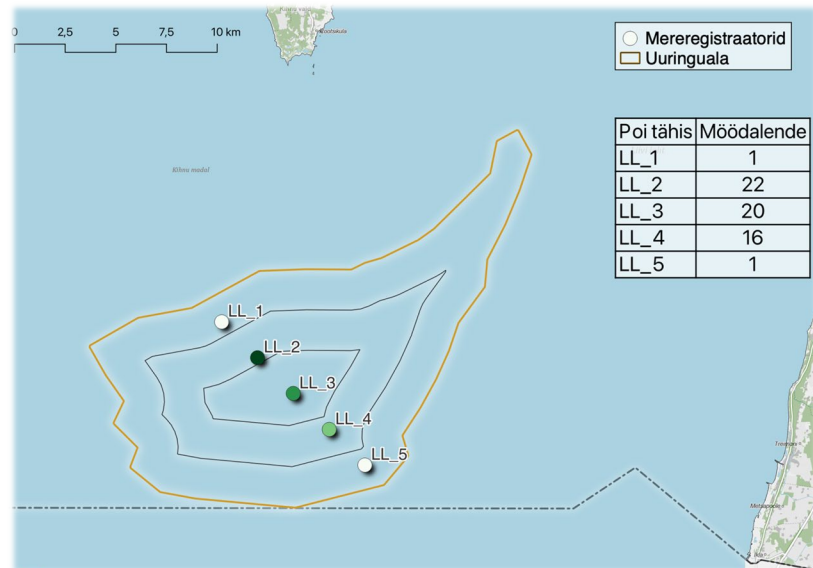 0 2,5 5 7,5 10 km
Mereregistraatorid
Uuringuala
Kihnu madal
Poi tähis Möödalende
LL_1 1
LL_2 22
LL_3 20
LL_4 16
LL_5 1
LL_1
LL_2
LL_3
LL_4
LL_5